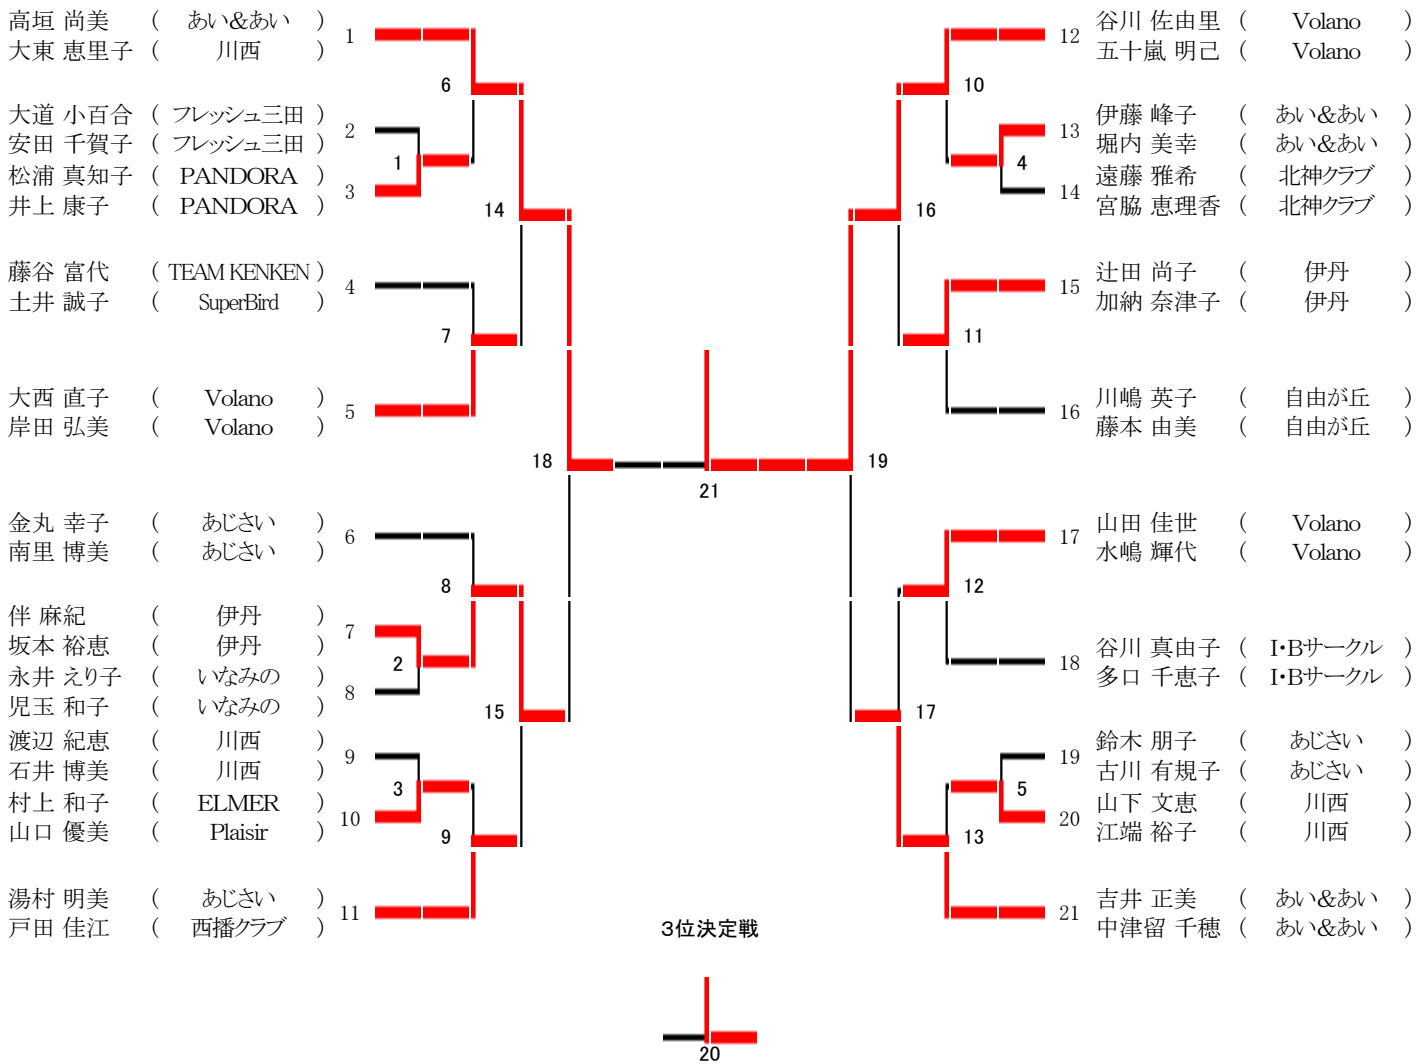 高垣 尚美 ( あい&あい ) 1
大東 恵里子 ( 川西 )
6
大道 小百合 ( フレッシュ三田 ) 2
安田 千賀子 ( フレッシュ三田 )
1
松浦 真知子 ( PANDORA ) 3
井上 康子 ( PANDORA )
14
藤谷 富代 ( TEAM KENKEN ) 4
土井 誠子 ( SuperBird )
7
大西 直子 ( Volano ) 5
岸田 弘美 ( Volano )
18
金丸 幸子 ( あじさい ) 6
南里 博美 ( あじさい )
8
伴 麻紀 ( 伊丹 ) 7
坂本 裕恵 ( 伊丹 )
2
永井 えり子 ( いなみの ) 8
児玉 和子 ( いなみの )
15
渡辺 紀恵 ( 川西 ) 9
石井 博美 ( 川西 )
3
村上 和子 ( ELMER ) 10
山口 優美 ( Plaisir )
9
湯村 明美 ( あじさい ) 11
戸田 佳江 ( 西播クラブ )
21
3位決定戦
20
12 谷川 佐由里 ( Volano )
五十嵐 明己 ( Volano )
10
13 伊藤 峰子 ( あい&あい )
堀内 美幸 ( あい&あい )
4
14 遠藤 雅希 ( 北神クラブ )
宮脇 恵理香 ( 北神クラブ )
16
15 辻田 尚子 ( 伊丹 )
加納 奈津子 ( 伊丹 )
11
16 川嶋 英子 ( 自由が丘 )
藤本 由美 ( 自由が丘 )
19
17 山田 佳世 ( Volano )
水嶋 輝代 ( Volano )
12
18 谷川 真由子 ( I・Bサークル )
多口 千恵子 ( I・Bサークル )
17
19 鈴木 朋子 ( あじさい )
古川 有規子 ( あじさい )
5
20 山下 文恵 ( 川西 )
江端 裕子 ( 川西 )
13
21 吉井 正美 ( あい&あい )
中津留 千穂 ( あい&あい )